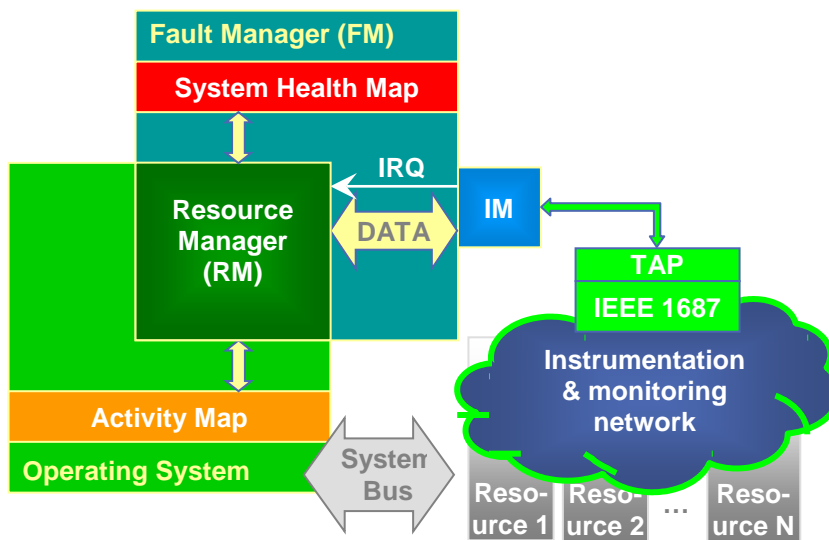 Fault Manager (FM)
System Health Map
IRQ
Resource
Manager
(RM)
DATA
IM
TAP
IEEE 1687
Instrumentation
& monitoring
network
Activity Map
Operating System
System
Bus
Reso-
urce 1
Reso-
urce 2
...
Reso-
urce N